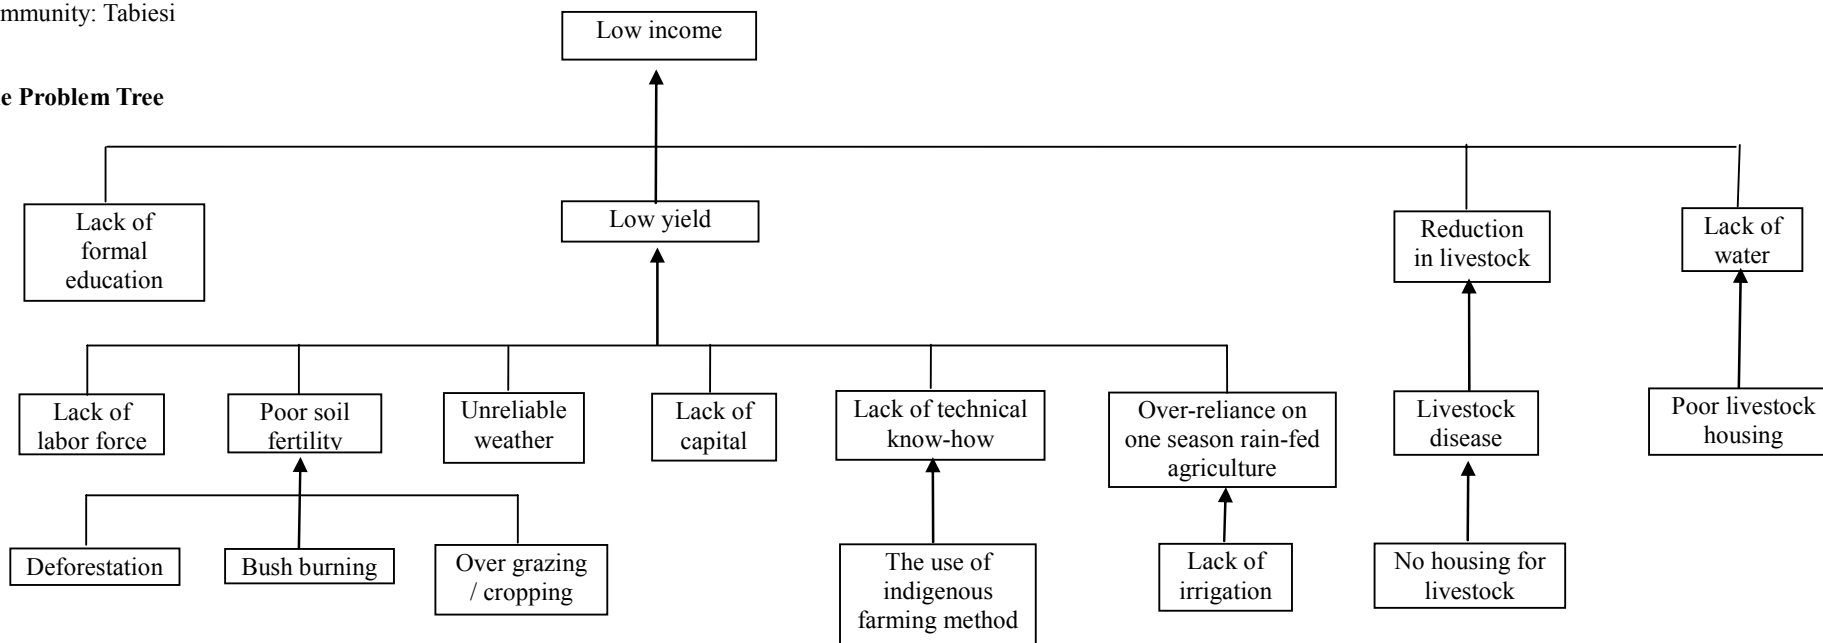 mmunity: Tabiesi
Low income
e Problem Tree
Lack of
formal
education
Low yield
Reduction
in livestock
Lack of
water
Lack of
labor force
Poor soil
fertility
Unreliable
weather
Lack of
capital
Lack of technical
know-how
Over-reliance on
one season rain-fed
agriculture
Livestock
disease
Poor livestock
housing
Deforestation
Bush burning
Over grazing
/ cropping
The use of
indigenous
farming method
Lack of
irrigation
No housing for
livestock